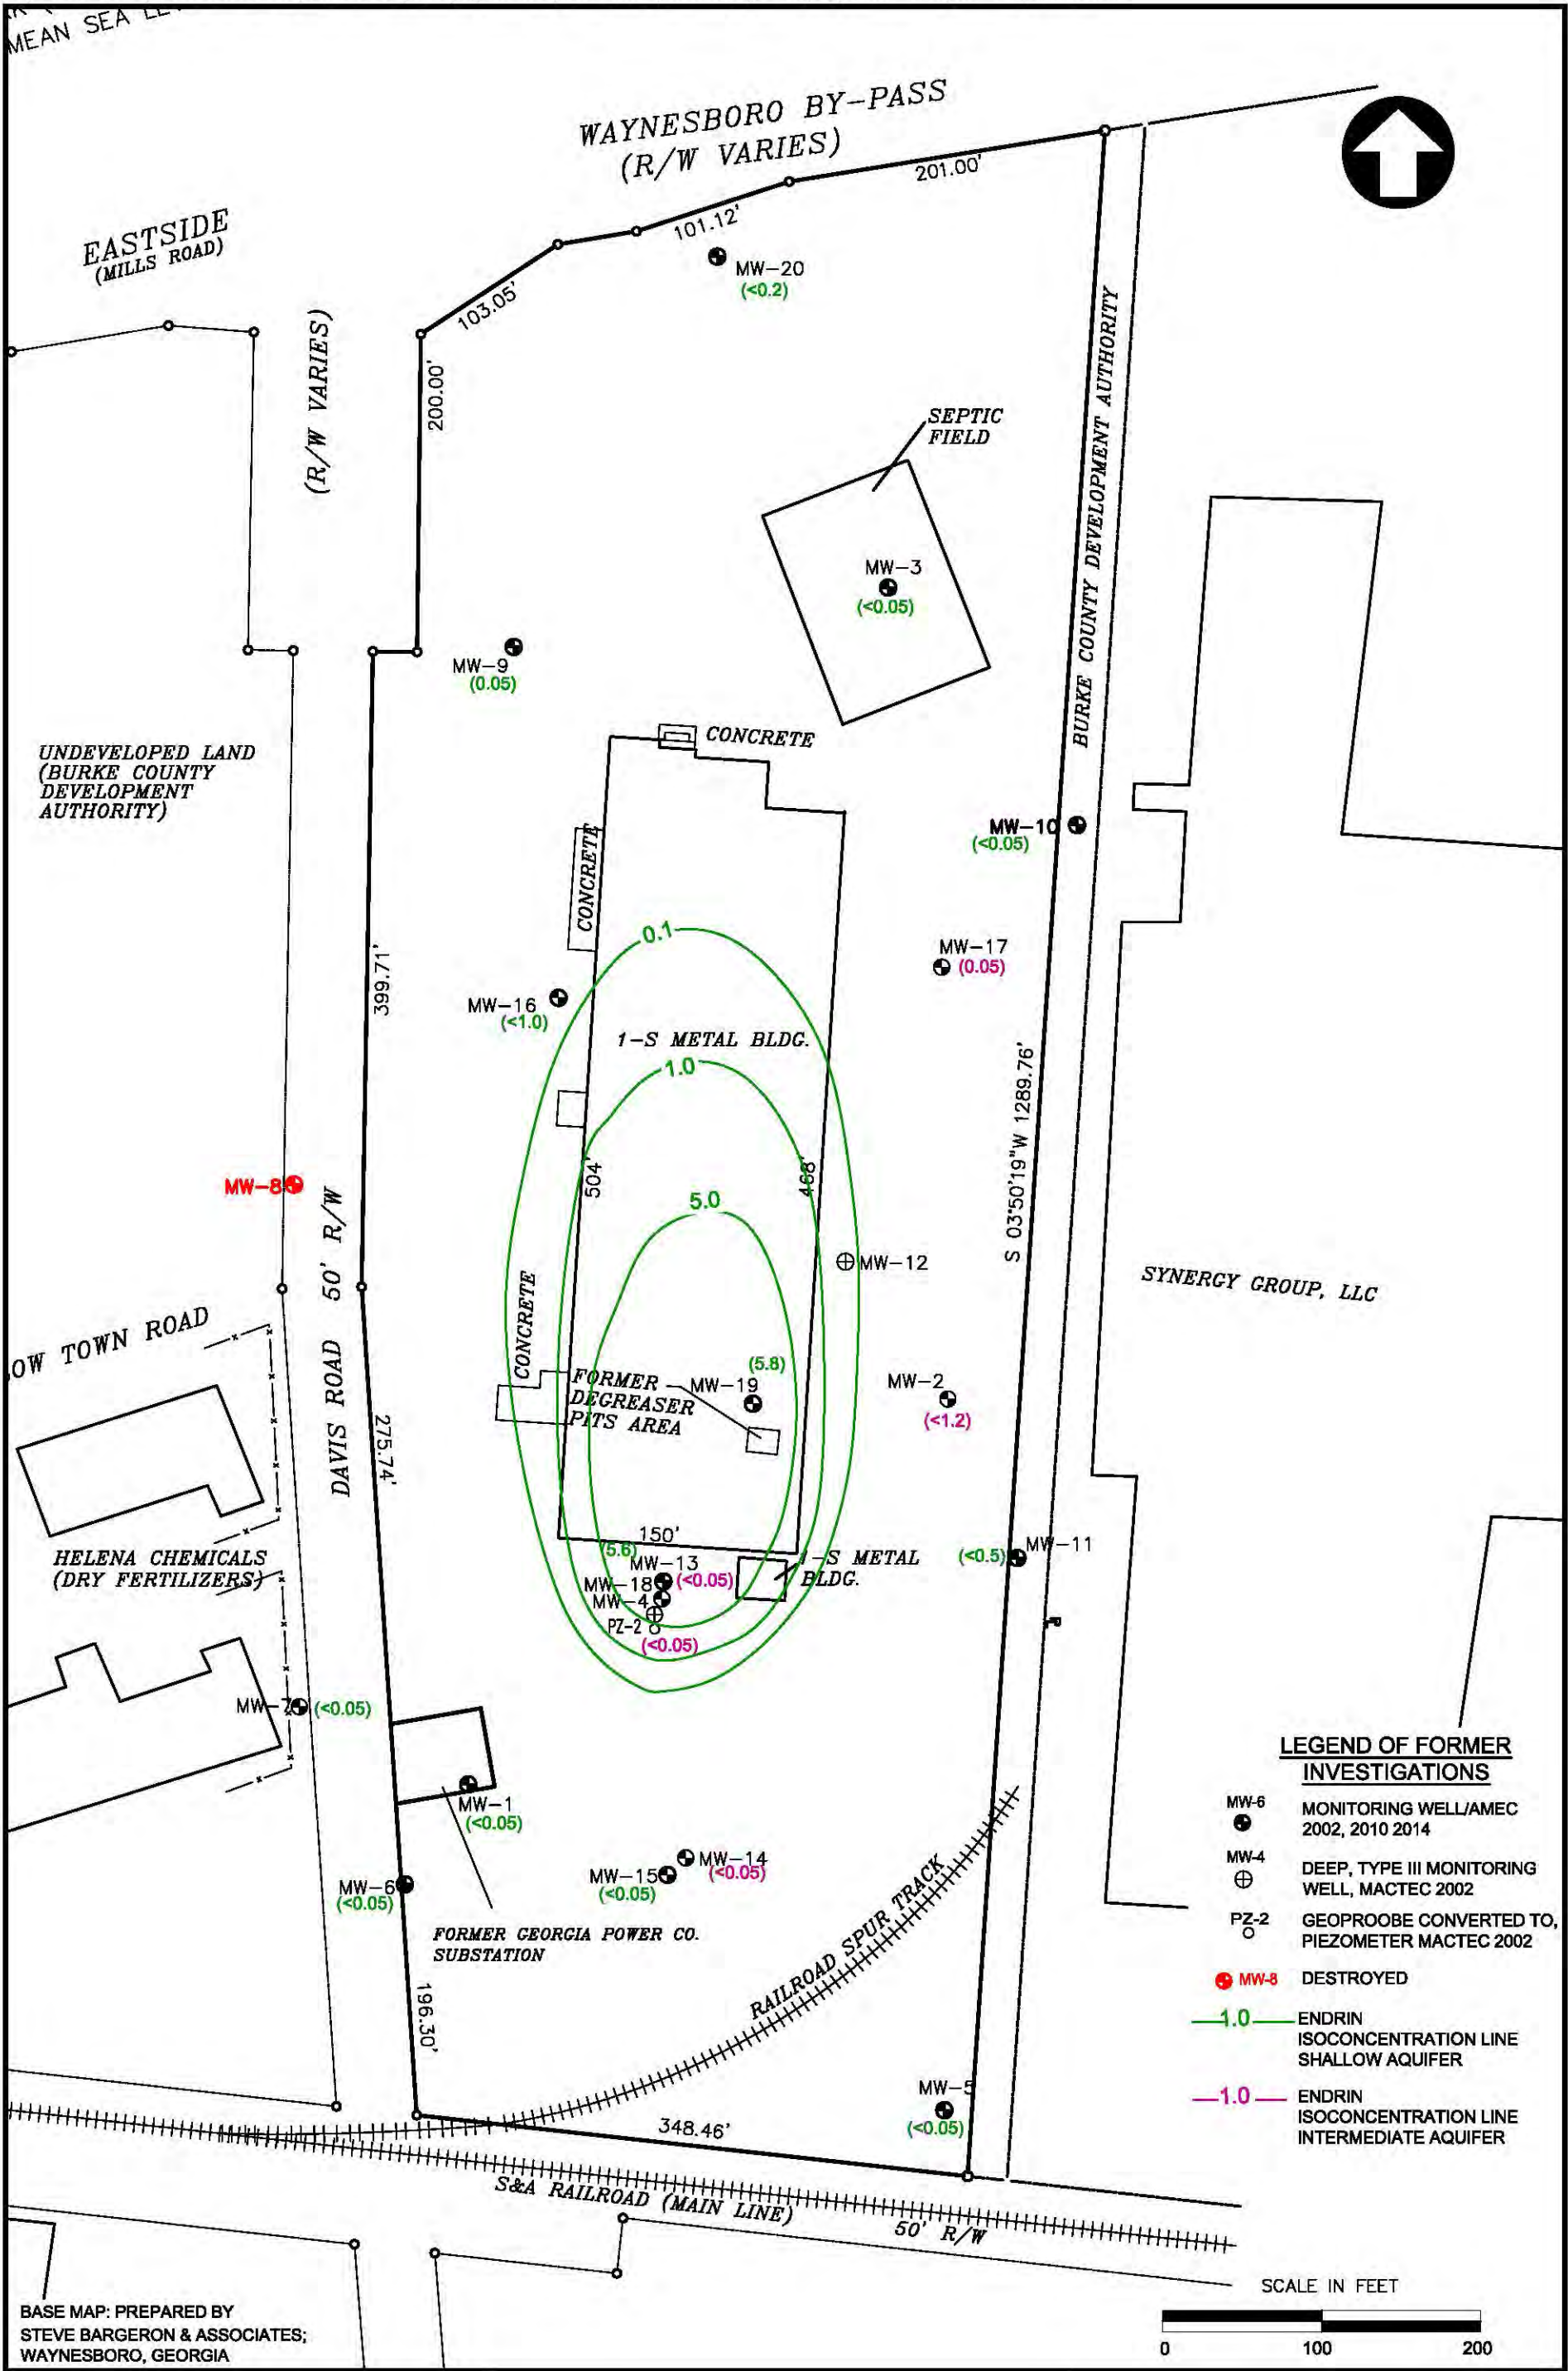 MEAN SEA
WAYNESBORO BY-PASS
(R/W VARIES)
201.00'
101.12'
103.05'
EASTSIDE
(MILLS ROAD)
(R/W VARIES)
200.00'
MW-20
(<0.2)
SEPTIC
FIELD
BURKE COUNTY DEVELOPMENT AUTHORITY
MW-3
(<0.05)
MW-9
(0.05)
UNDEVELOPED LAND
(BURKE COUNTY
DEVELOPMENT
AUTHORITY)
CONCRETE
CONCRETE
MW-10
(<0.05)
0.1
MW-17
(0.05)
399.71'
MW-16
(<1.0)
1-S METAL BLDG.
1.0
S 03°50'19"W 1289.76'
504'
468'
MW-8
5.0
DAVIS ROAD 50' R/W
MW-12
SYNERGY GROUP, LLC
OW TOWN ROAD
CONCRETE
275.74'
(5.8)
FORMER
DEGREASER
PITS AREA
MW-19
MW-2
(<1.2)
150'
(5.6)
MW-13
MW-18
(<0.05)
MW-4
PZ-2
(<0.05)
1-S METAL
BLDG.
(<0.5)
MW-11
HELENA CHEMICALS
(DRY FERTILIZERS)
MW-7
(<0.05)
MW-1
(<0.05)
MW-6
(<0.05)
MW-14
(<0.05)
MW-15
(<0.05)
FORMER GEORGIA POWER CO.
SUBSTATION
RAILROAD SPUR TRACK
196.30'
348.46'
MW-5
(<0.05)
S&A RAILROAD (MAIN LINE)
50' R/W
LEGEND OF FORMER
INVESTIGATIONS
MW-6
MONITORING WELL/AMEC
2002, 2010 2014
MW-4
DEEP, TYPE III MONITORING
WELL, MACTEC 2002
PZ-2
GEOPROOBE CONVERTED TO,
PIEZOMETER MACTEC 2002
MW-8 DESTROYED
1.0 ENDRIN
ISOCONCENTRATION LINE
SHALLOW AQUIFER
1.0 ENDRIN
ISOCONCENTRATION LINE
INTERMEDIATE AQUIFER
SCALE IN FEET
0 100 200
BASE MAP: PREPARED BY
STEVE BARGERON & ASSOCIATES;
WAYNESBORO, GEORGIA